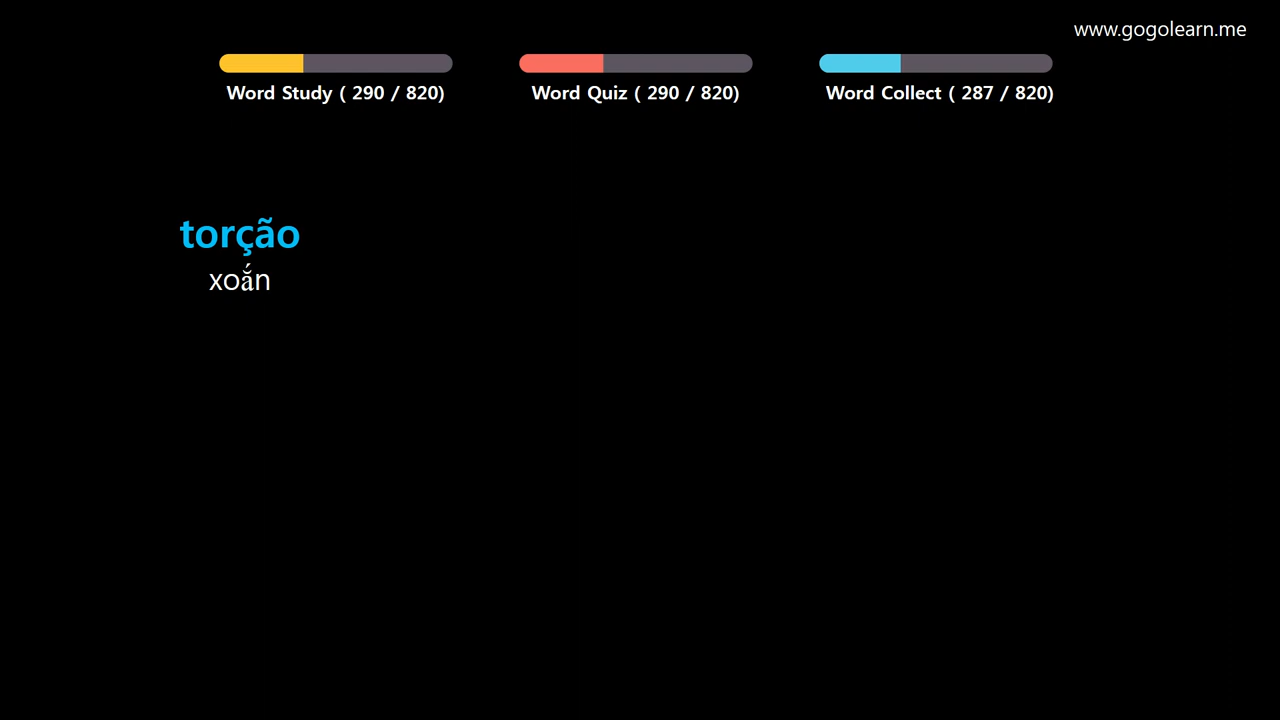 www.gogolearn.me
Word Study ( 290 / 820)
Word Quiz ( 290 / 820)
Word Collect ( 287 / 820)
torção
xoắn